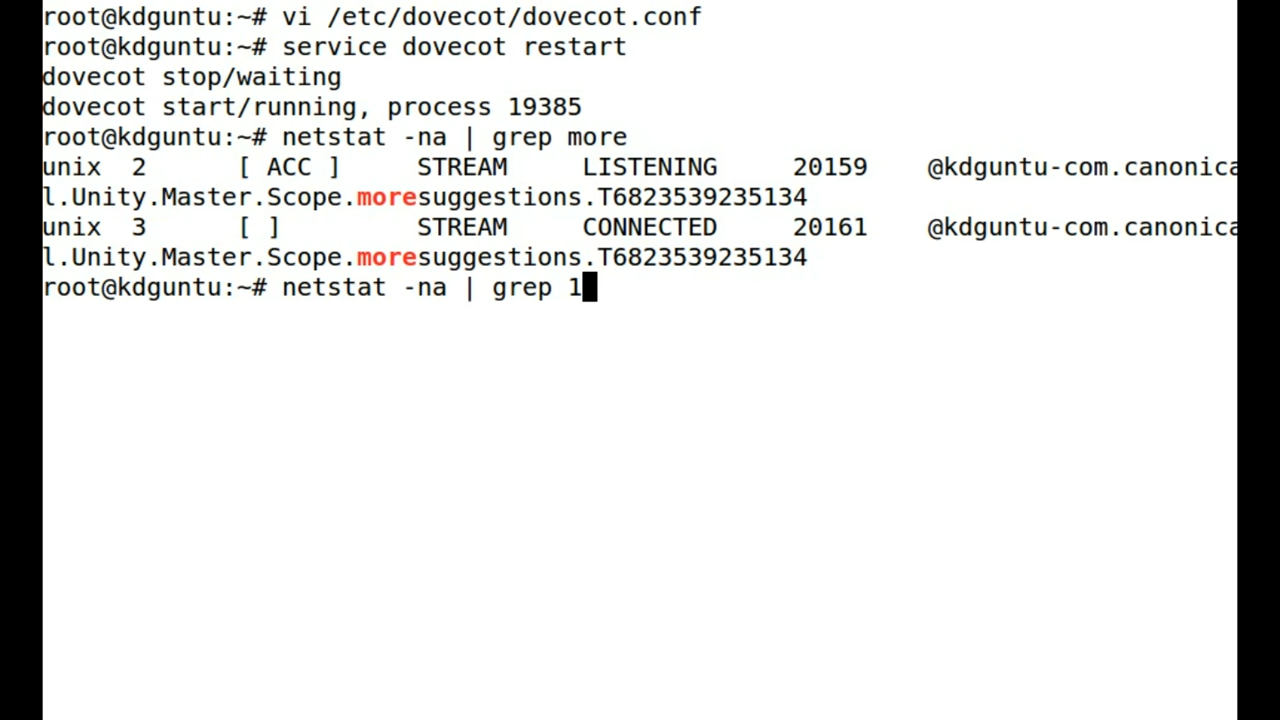 root@kdguntu:~# vi /etc/dovecot/dovecot.conf
root@kdguntu:~# service dovecot restart
dovecot stop/waiting
dovecot start/running, process 19385
root@kdguntu:~# netstat -na | grep more
unix  2      [ ACC ]     STREAM     LISTENING     20159    @kdguntu-com.canonica
l.Unity.Master.Scope.moresuggestions.T6823539235134
unix  3      [ ]         STREAM     CONNECTED     20161    @kdguntu-com.canonica
l.Unity.Master.Scope.moresuggestions.T6823539235134
root@kdguntu:~# netstat -na | grep 1